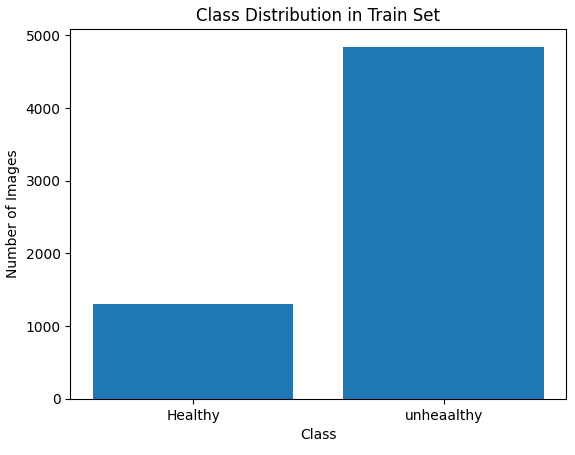 Class Distribution in Train Set
5000
4000
3000
2000
1000
0
Number of Images
Healthy
unheaalthy
Class